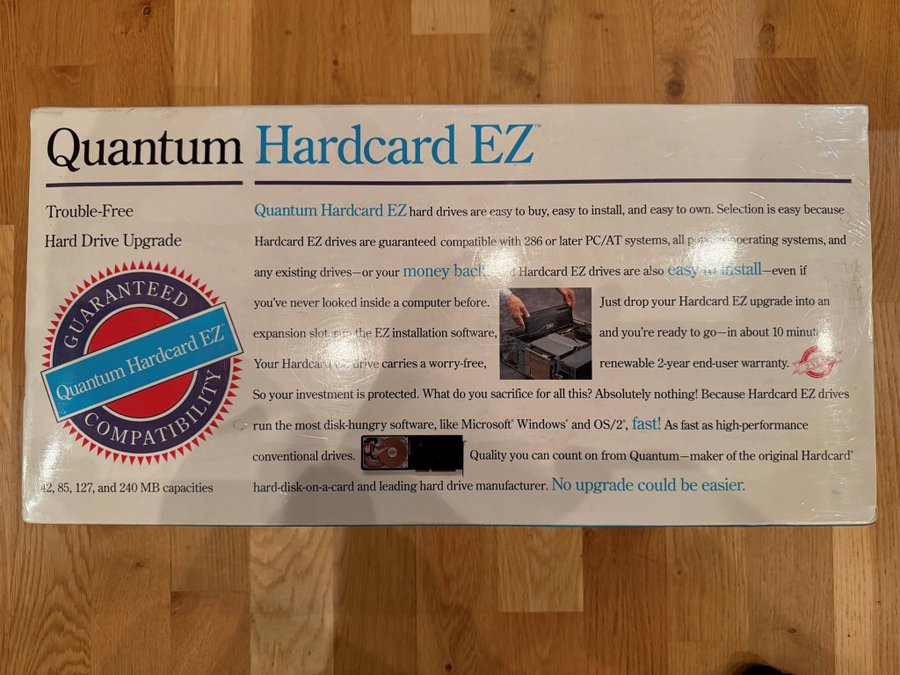 Quantum Hardcard EZ™
Trouble-Free
Hard Drive Upgrade
GUARANTEED
Quantum Hardcard EZ
COMPATIBILITY
42, 85, 127, and 240 MB capacities
Quantum Hardcard EZ hard drives are easy to buy, easy to install, and easy to own. Selection is easy because
Hardcard EZ drives are guaranteed compatible with 286 or later PC/AT systems, all popular operating systems, and
any existing drives—or your money back. Hardcard EZ drives are also easy to install—even if
you've never looked inside a computer before. Just drop your Hardcard EZ upgrade into an
expansion slot, run the EZ installation software, and you're ready to go—in about 10 minutes.
Your Hardcard EZ drive carries a worry-free, renewable 2-year end-user warranty.
So your investment is protected. What do you sacrifice for all this? Absolutely nothing! Because Hardcard EZ drives
run the most disk-hungry software, like Microsoft® Windows™ and OS/2®, fast! As fast as high-performance
conventional drives. Quality you can count on from Quantum—maker of the original Hardcard®
hard-disk-on-a-card and leading hard drive manufacturer. No upgrade could be easier.